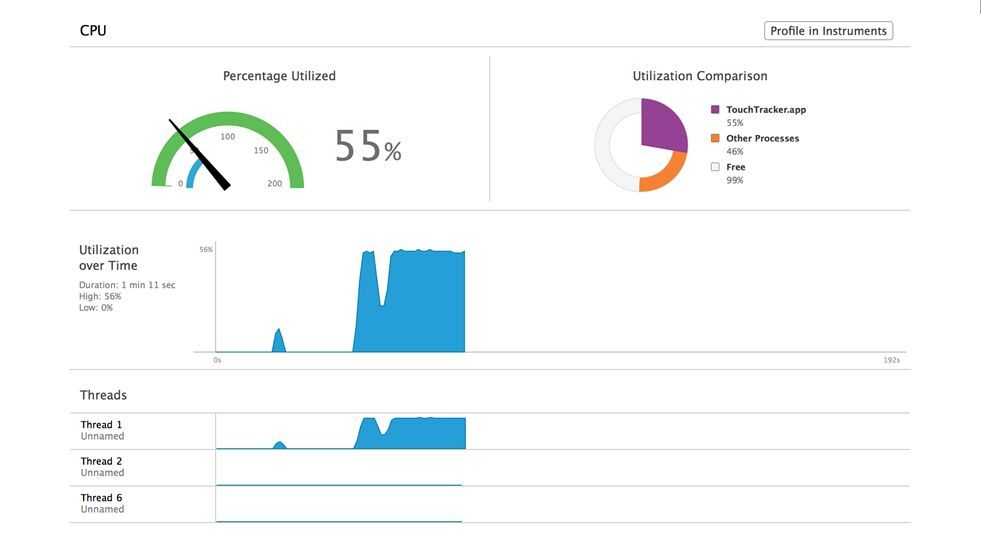 CPU
Profile in Instruments
Percentage Utilized
0
100
150
200
55%
Utilization Comparison
TouchTracker.app
55%
Other Processes
46%
Free
99%
Utilization
over Time
Duration: 1 min 11 sec
High: 56%
Low: 0%
56%
0s
192s
Threads
Thread 1
Unnamed
Thread 2
Unnamed
Thread 6
Unnamed